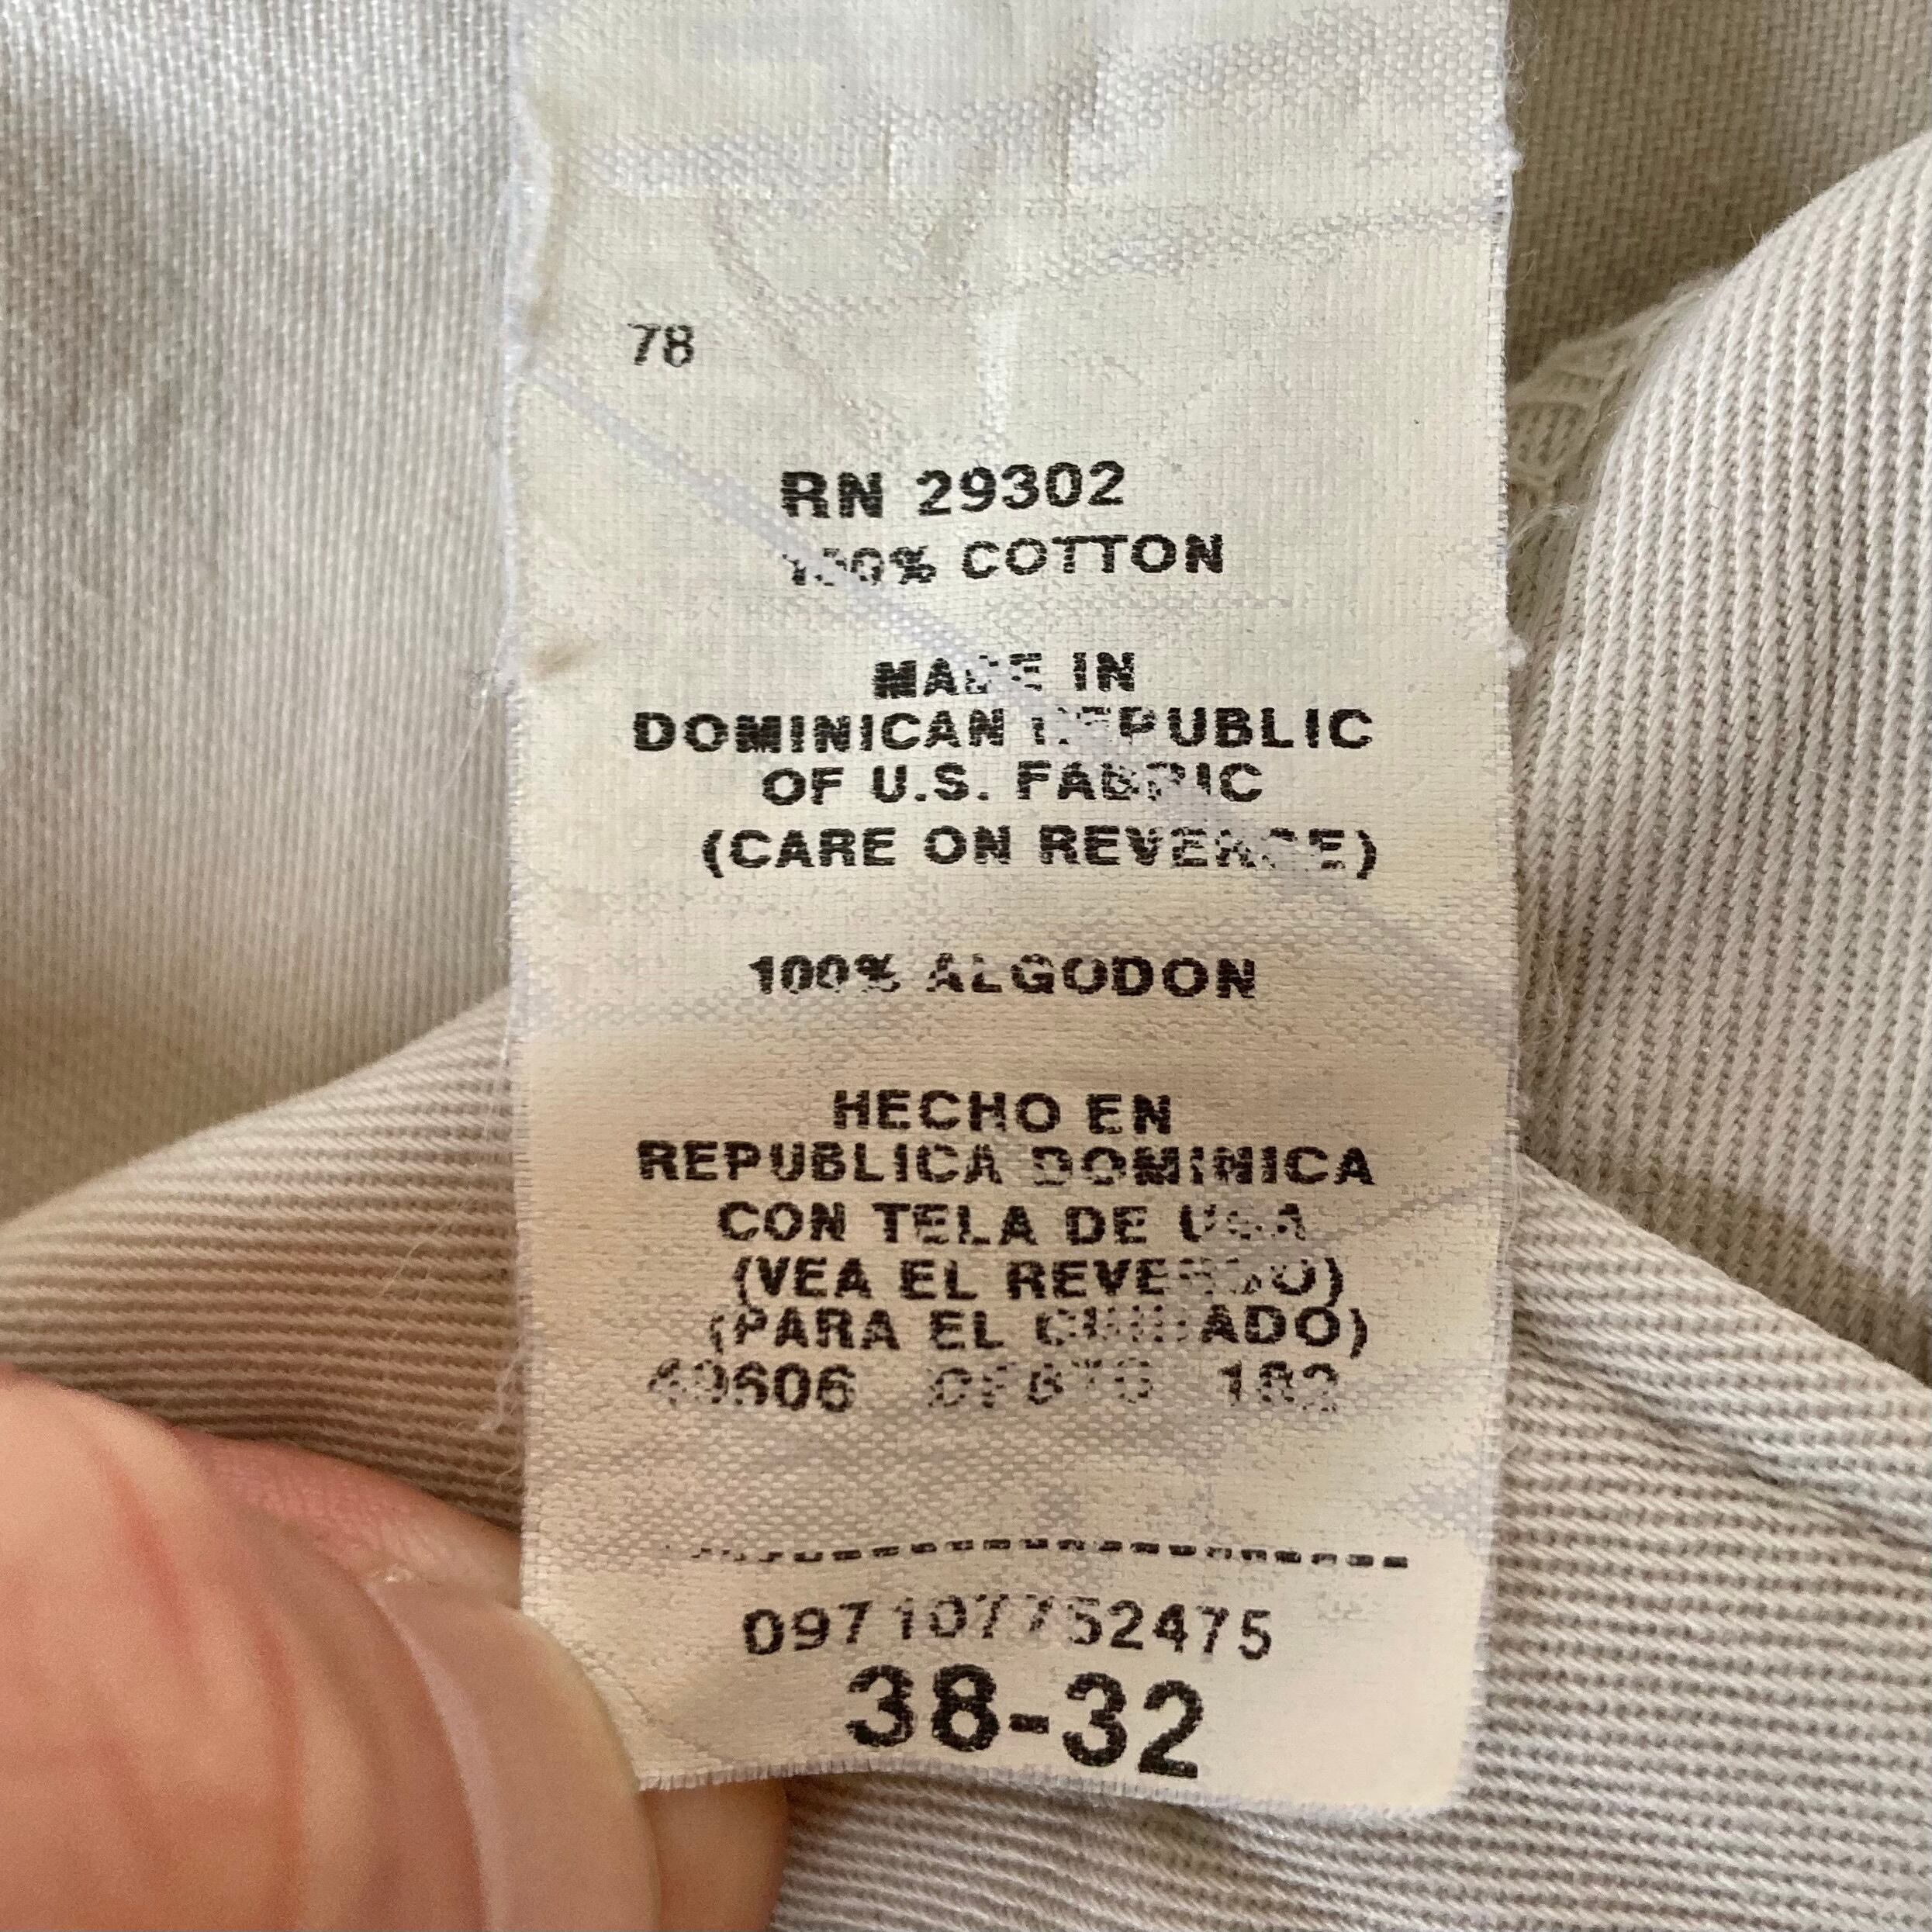 78
RN 29302
100% COTTON
MADE IN
DOMINICAN REPUBLIC
OF U.S. FABRIC
(CARE ON REVERSE)
100% ALGODON
HECHO EN
REPUBLICA DOMINICA
CON TELA DE USA
(VEA EL REVERSO)
(PARA EL CUIDADO)
097107752475
38-32